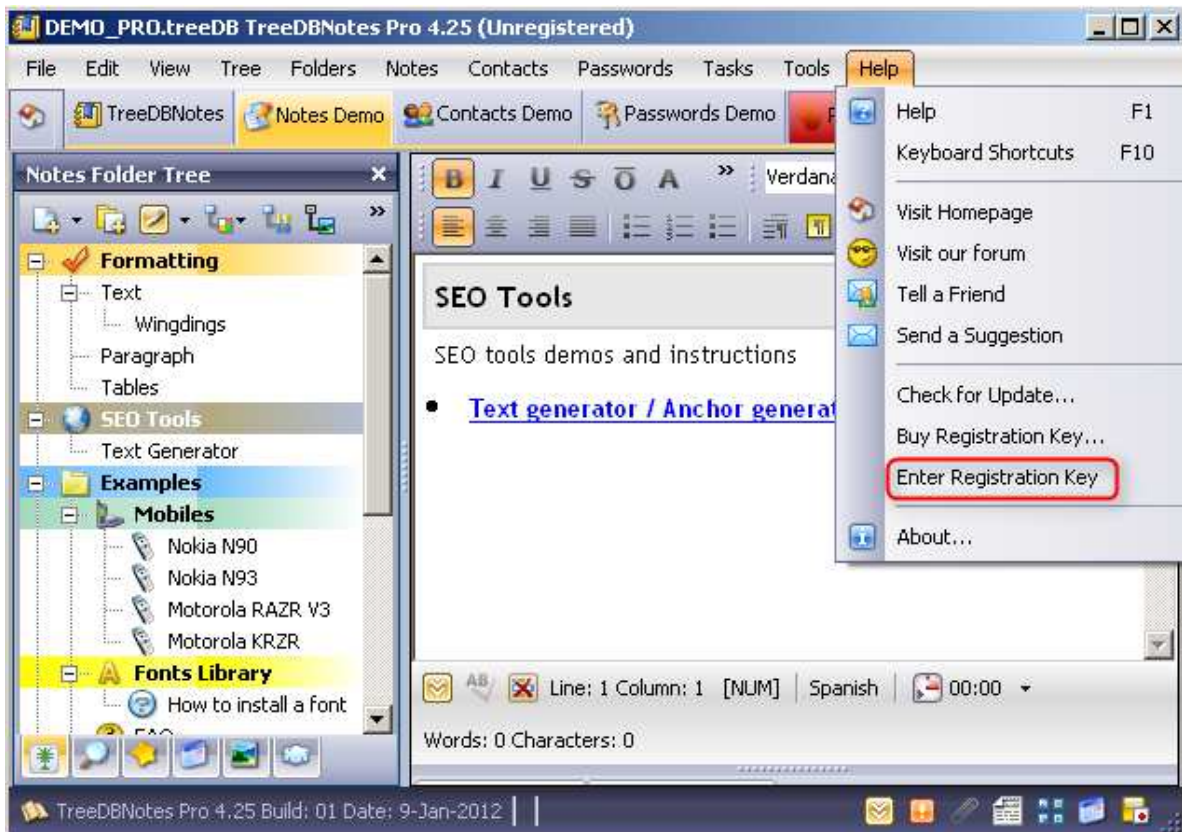 DEMO_PRO.treeDB TreeDBNotes Pro 4.25 (Unregistered)
File Edit View Tree Folders Notes Contacts Passwords Tasks Tools Help
TreeDBNotes Notes Demo Contacts Demo Passwords Demo
Help F1
Keyboard Shortcuts F10
Visit Homepage
Visit our forum
Tell a Friend
Send a Suggestion
Check for Update...
Buy Registration Key...
Enter Registration Key
About...
Notes Folder Tree
Formatting
Text
Wingdings
Paragraph
Tables
SEO Tools
Text Generator
Examples
Mobiles
Nokia N90
Nokia N93
Motorola RAZR V3
Motorola KRZR
Fonts Library
How to install a font
B I U S O A » Verdana
SEO Tools
SEO tools demos and instructions
Text generator / Anchor generat
Line: 1 Column: 1 [NUM] Spanish 00:00
Words: 0 Characters: 0
TreeDBNotes Pro 4.25 Build: 01 Date: 9-Jan-2012